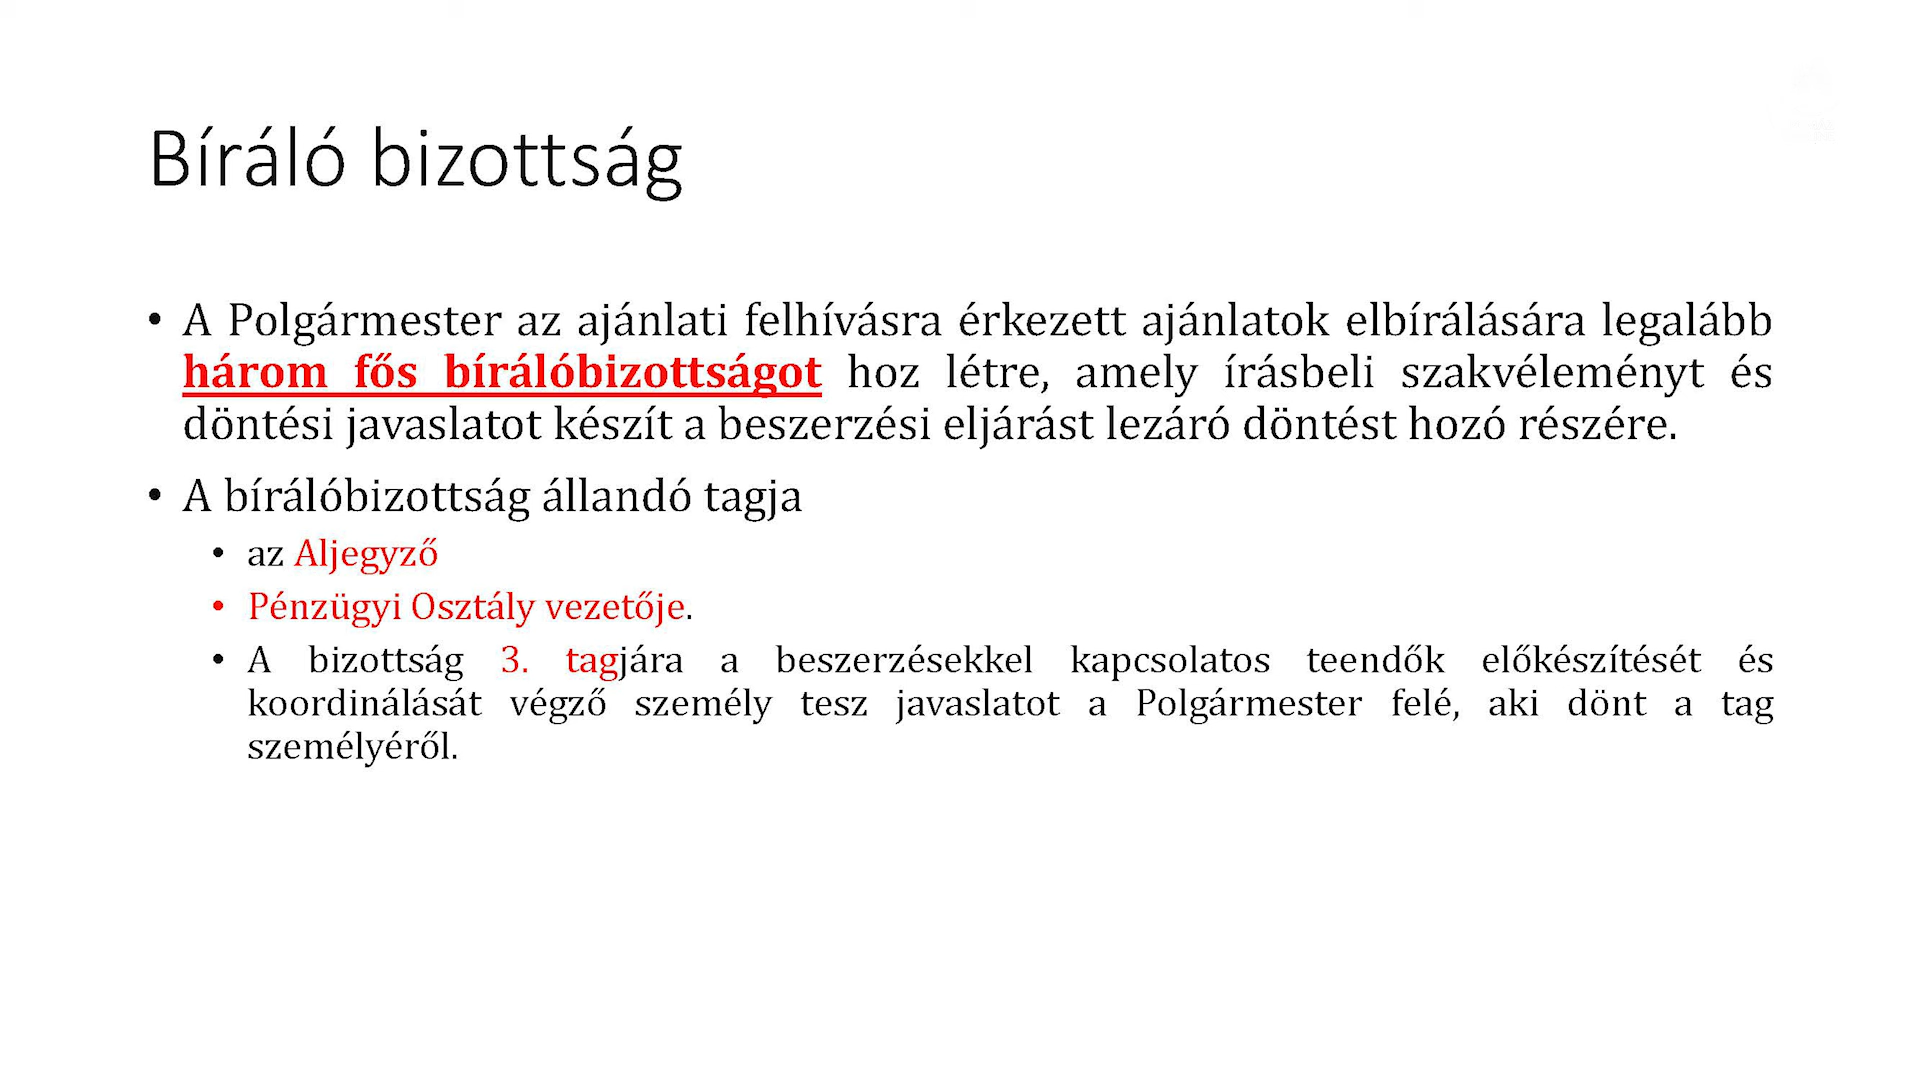 Bíráló bizottság
• A Polgármester az ajánlati felhívásra érkezett ajánlatok elbírálására legalább
három fős bírálóbizottságot hoz létre, amely írásbeli szakvéleményt és
döntési javaslatot készít a beszerzési eljárást lezáró döntést hozó részére.
• A bírálóbizottság állandó tagja
• az Aljegyző
• Pénzügyi Osztály vezetője.
• A bizottság 3. tagjára a beszerzésekkel kapcsolatos teendők előkészítését és
koordinálását végző személy tesz javaslatot a Polgármester felé, aki dönt a tag
személyéről.